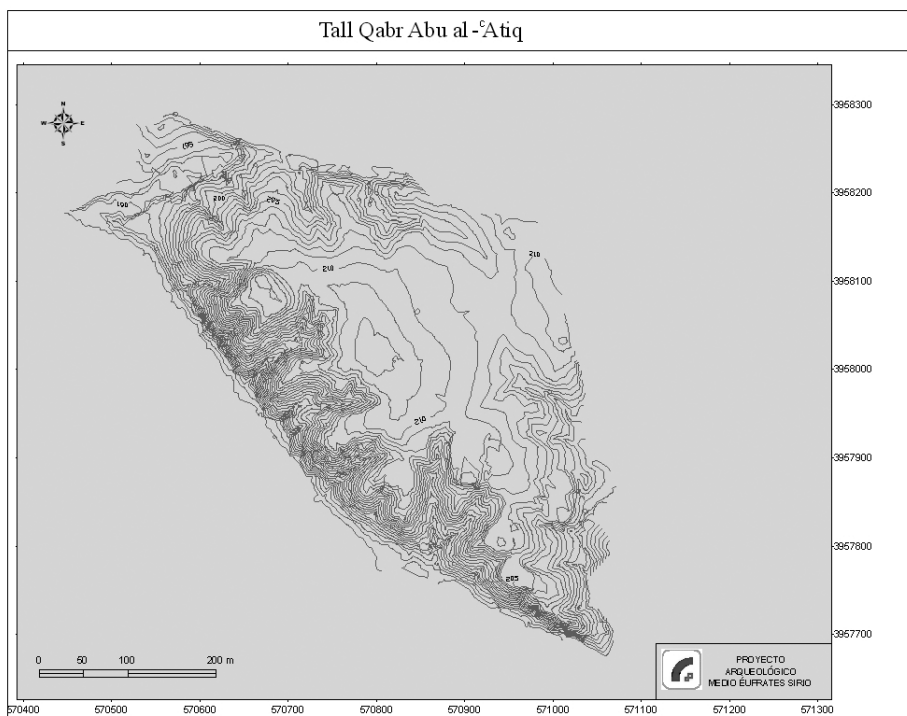 Tall Qabr Abu al-ᶜAtiq
N
W E
S
3958300
3958200
3958100
3958000
3957900
3957800
3957700
195
190
200
205
210
210
210
205
0 50 100 200 m
PROYECTO
ARQUEOLÓGICO
MEDIO ÉUFRATES SIRIO
570400 570500 570600 570700 570800 570900 571000 571100 571200 571300